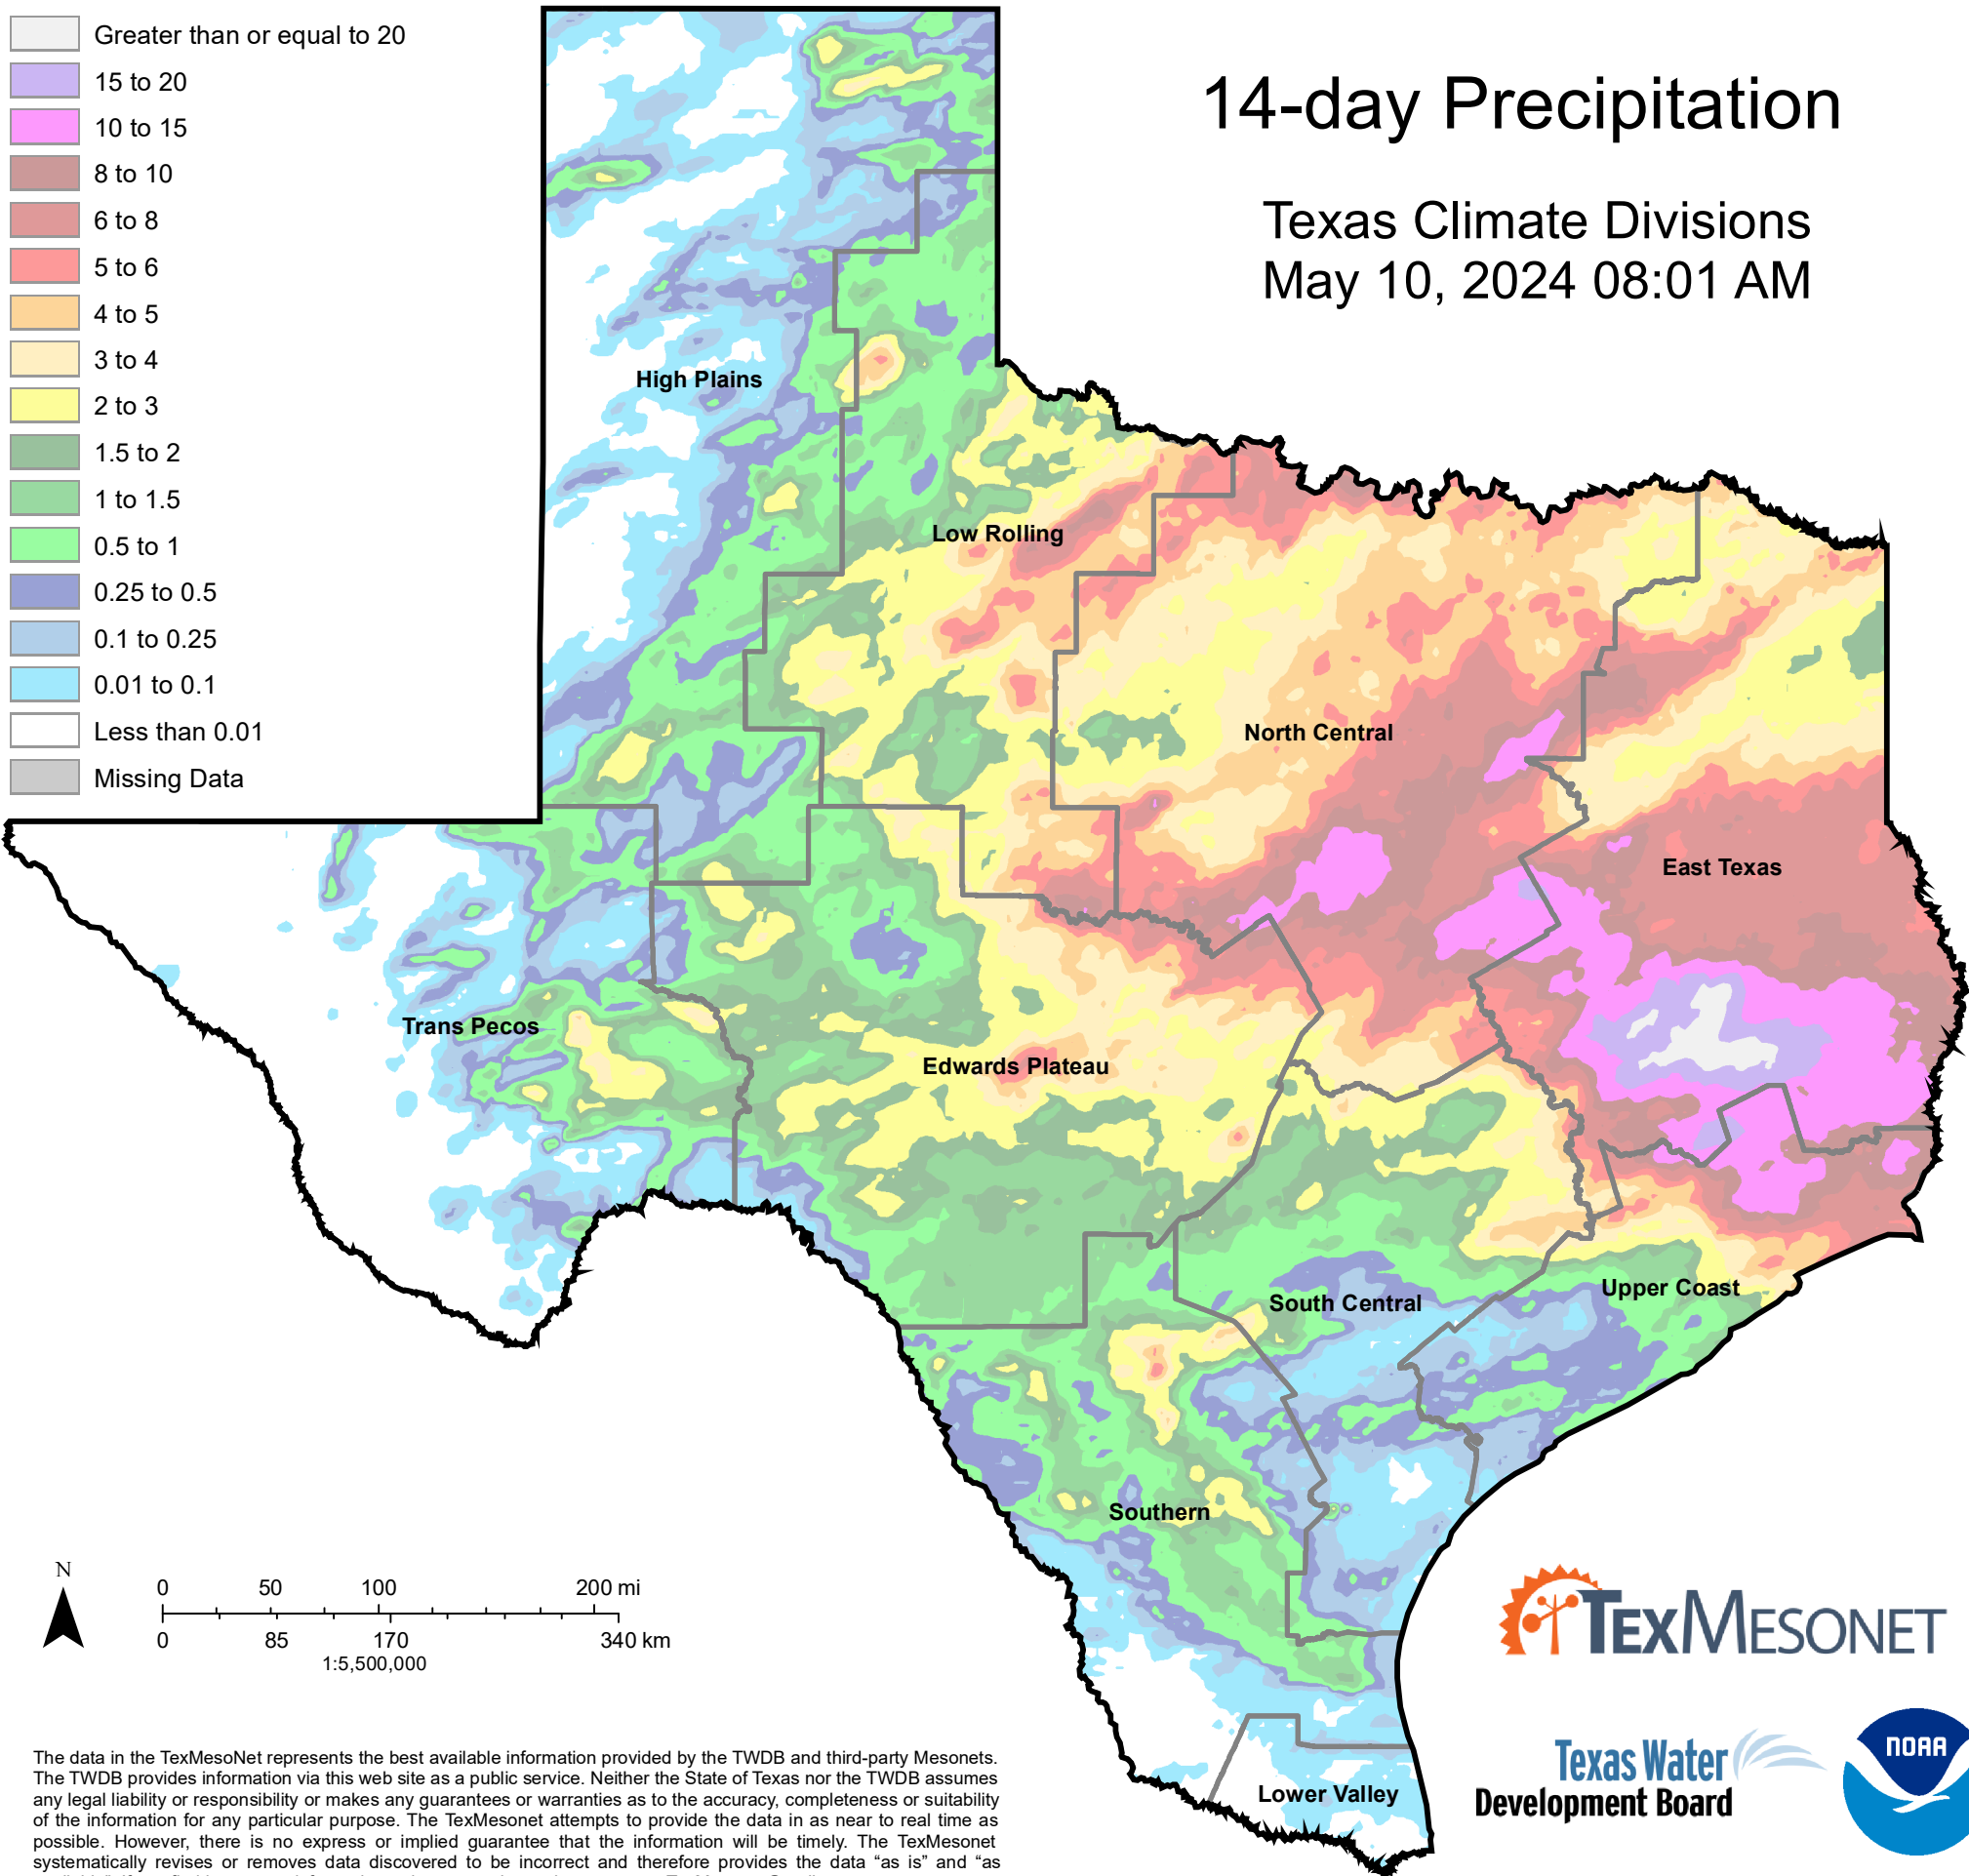 Greater than or equal to 20
15 to 20
10 to 15
8 to 10
6 to 8
5 to 6
4 to 5
3 to 4
2 to 3
1.5 to 2
1 to 1.5
0.5 to 1
0.25 to 0.5
0.1 to 0.25
0.01 to 0.1
Less than 0.01
Missing Data
14-day Precipitation
Texas Climate Divisions
May 10, 2024 08:01 AM
High Plains
Low Rolling
North Central
East Texas
Trans Pecos
Edwards Plateau
Upper Coast
South Central
Southern
Lower Valley
N
0 50 100 200 mi
0 85 170 340 km
1:5,500,000
TEXMESONET
NOAA
Texas Water
Development Board
The data in the TexMesoNet represents the best available information provided by the TWDB and third-party Mesonets.
The TWDB provides information via this web site as a public service. Neither the State of Texas nor the TWDB assumes
any legal liability or responsibility or makes any guarantees or warranties as to the accuracy, completeness or suitability
of the information for any particular purpose. The TexMesonet attempts to provide the data in as near to real time as
possible. However, there is no express or implied guarantee that the information will be timely. The TexMesonet
systematically revises or removes data discovered to be incorrect and therefore provides the data “as is” and “as